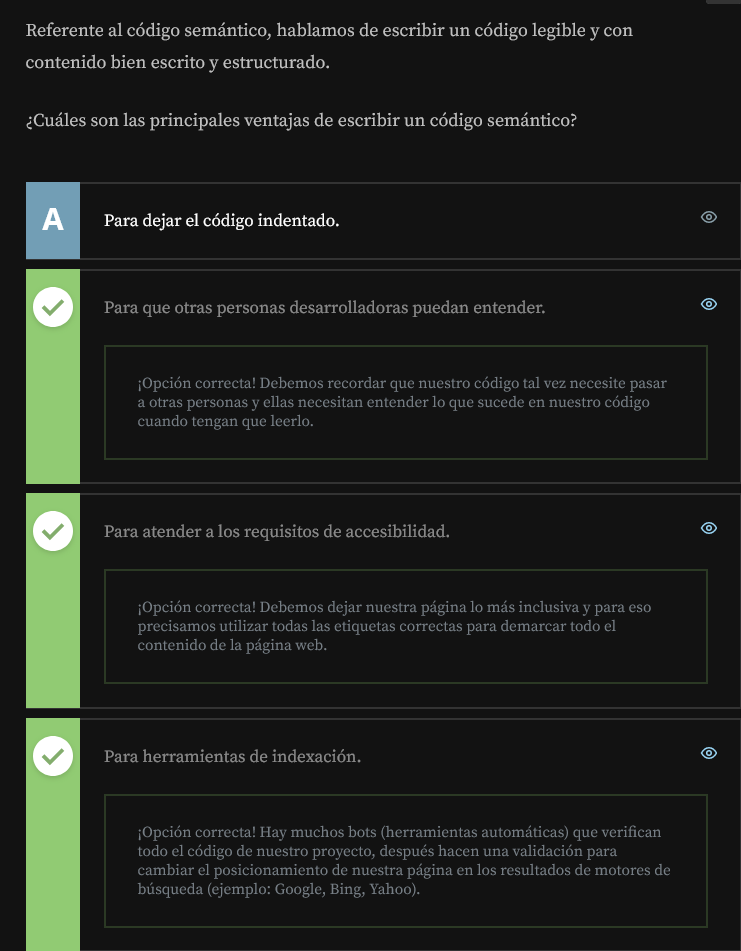 Referente al código semántico, hablamos de escribir un código legible y con
contenido bien escrito y estructurado.
¿Cuáles son las principales ventajas de escribir un código semántico?
A
Para dejar el código indentado.
Para que otras personas desarrolladoras puedan entender.
¡Opción correcta! Debemos recordar que nuestro código tal vez necesite pasar
a otras personas y ellas necesitan entender lo que sucede en nuestro código
cuando tengan que leerlo.
Para atender a los requisitos de accesibilidad.
¡Opción correcta! Debemos dejar nuestra página lo más inclusiva y para eso
precisamos utilizar todas las etiquetas correctas para demarcar todo el
contenido de la página web.
Para herramientas de indexación.
¡Opción correcta! Hay muchos bots (herramientas automáticas) que verifican
todo el código de nuestro proyecto, después hacen una validación para
cambiar el posicionamiento de nuestra página en los resultados de motores de
búsqueda (ejemplo: Google, Bing, Yahoo).